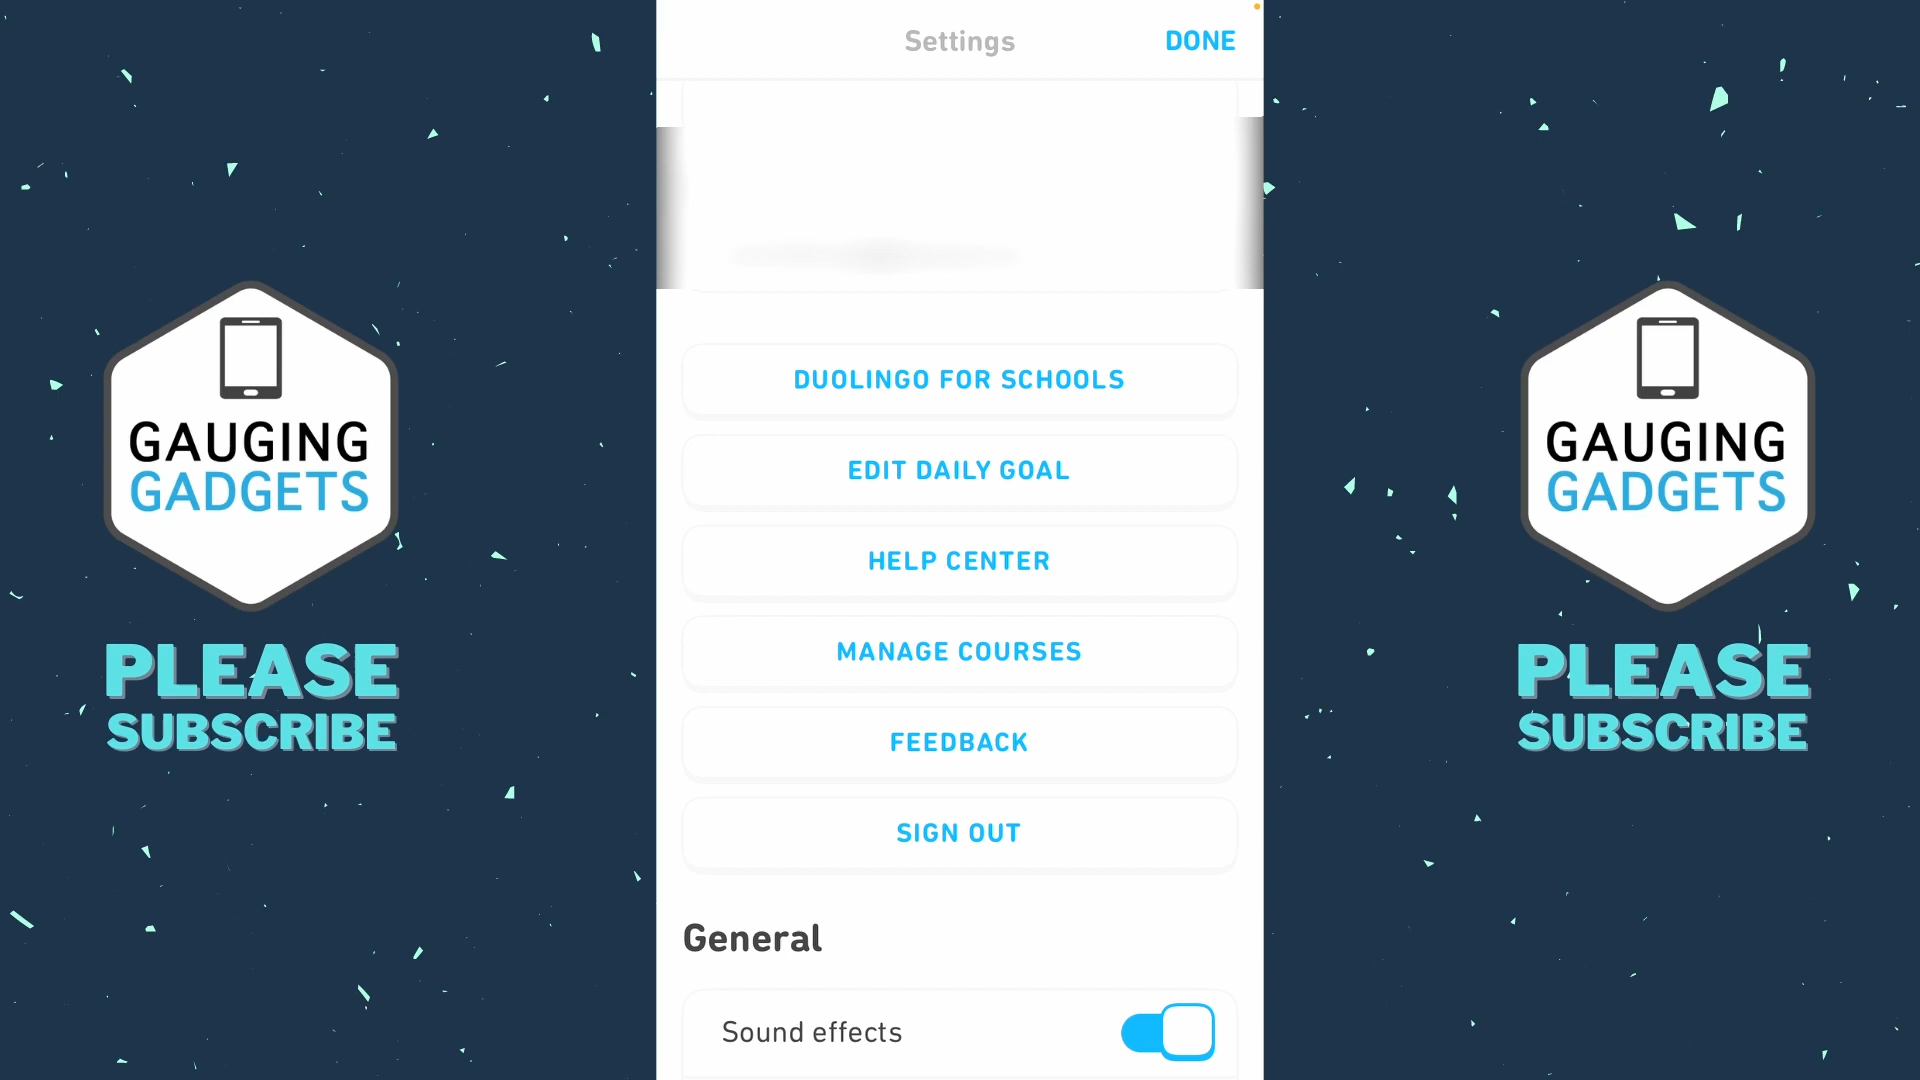 Settings
DONE
DUOLINGO FOR SCHOOLS
EDIT DAILY GOAL
HELP CENTER
MANAGE COURSES
FEEDBACK
SIGN OUT
General
Sound effects
GAUGING
GADGETS
PLEASE
SUBSCRIBE
GAUGING
GADGETS
PLEASE
SUBSCRIBE